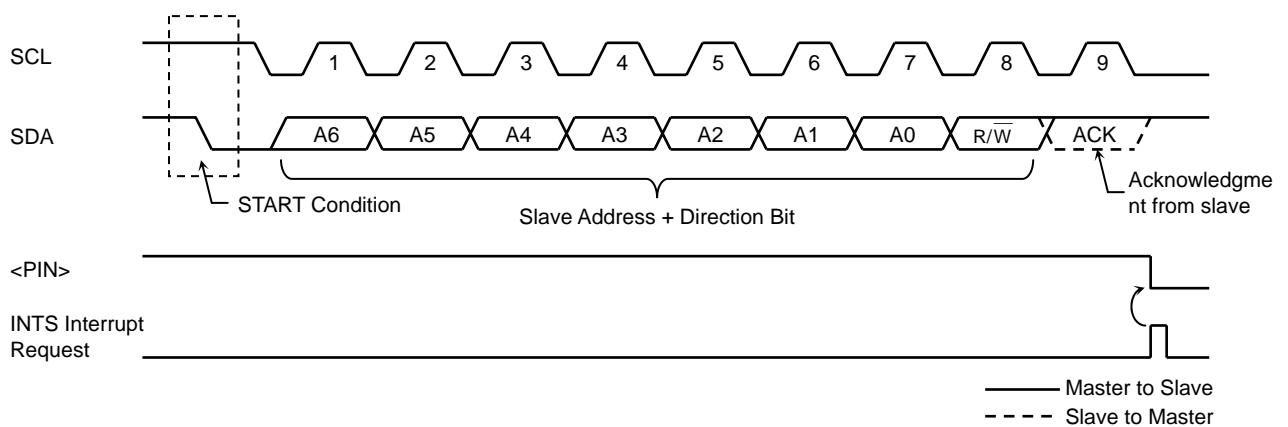 SCL
1 2 3 4 5 6 7 8 9
SDA
A6 A5 A4 A3 A2 A1 A0 R/W̅ ACK
START Condition
Slave Address + Direction Bit
Acknowledgme
nt from slave
<PIN>
INTS Interrupt
Request
Master to Slave
Slave to Master